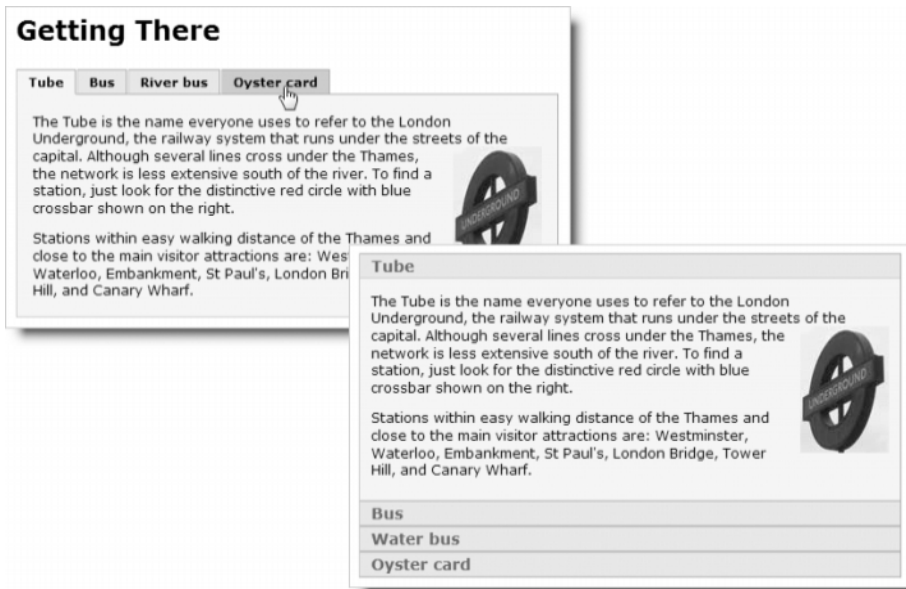 Getting There
Tube Bus River bus Oyster card
The Tube is the name everyone uses to refer to the London
Underground, the railway system that runs under the streets of the
capital. Although several lines cross under the Thames,
the network is less extensive south of the river. To find a
station, just look for the distinctive red circle with blue
crossbar shown on the right.
UNDERGROUND
Stations within easy walking distance of the Thames and
close to the main visitor attractions are: Wes
Waterloo, Embankment, St Paul's, London Bri
Hill, and Canary Wharf.
Tube
The Tube is the name everyone uses to refer to the London
Underground, the railway system that runs under the streets of the
capital. Although several lines cross under the Thames, the
network is less extensive south of the river. To find a
station, just look for the distinctive red circle with blue
crossbar shown on the right.
UNDERGROUND
Stations within easy walking distance of the Thames and
close to the main visitor attractions are: Westminster,
Waterloo, Embankment, St Paul's, London Bridge, Tower
Hill, and Canary Wharf.
Bus
Water bus
Oyster card